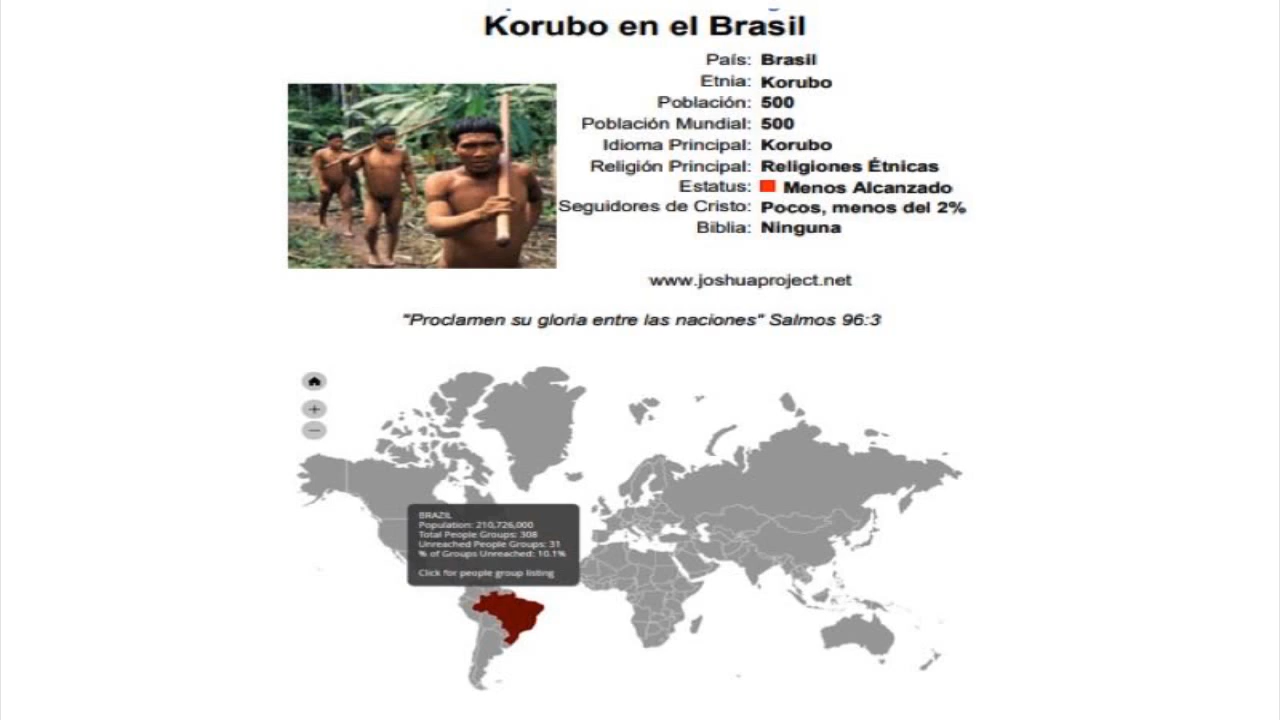 Korubo en el Brasil
País: Brasil
Etnia: Korubo
Población: 500
Población Mundial: 500
Idioma Principal: Korubo
Religión Principal: Religiones Étnicas
Estatus: Menos Alcanzado
Seguidores de Cristo: Pocos, menos del 2%
Biblia: Ninguna
www.joshuaproject.net
"Proclamen su gloria entre las naciones" Salmos 96:3
BRAZIL
Population: 210,726,000
Total People Groups: 308
Unreached People Groups: 31
% of Groups Unreached: 10.1%
Click for people group listing